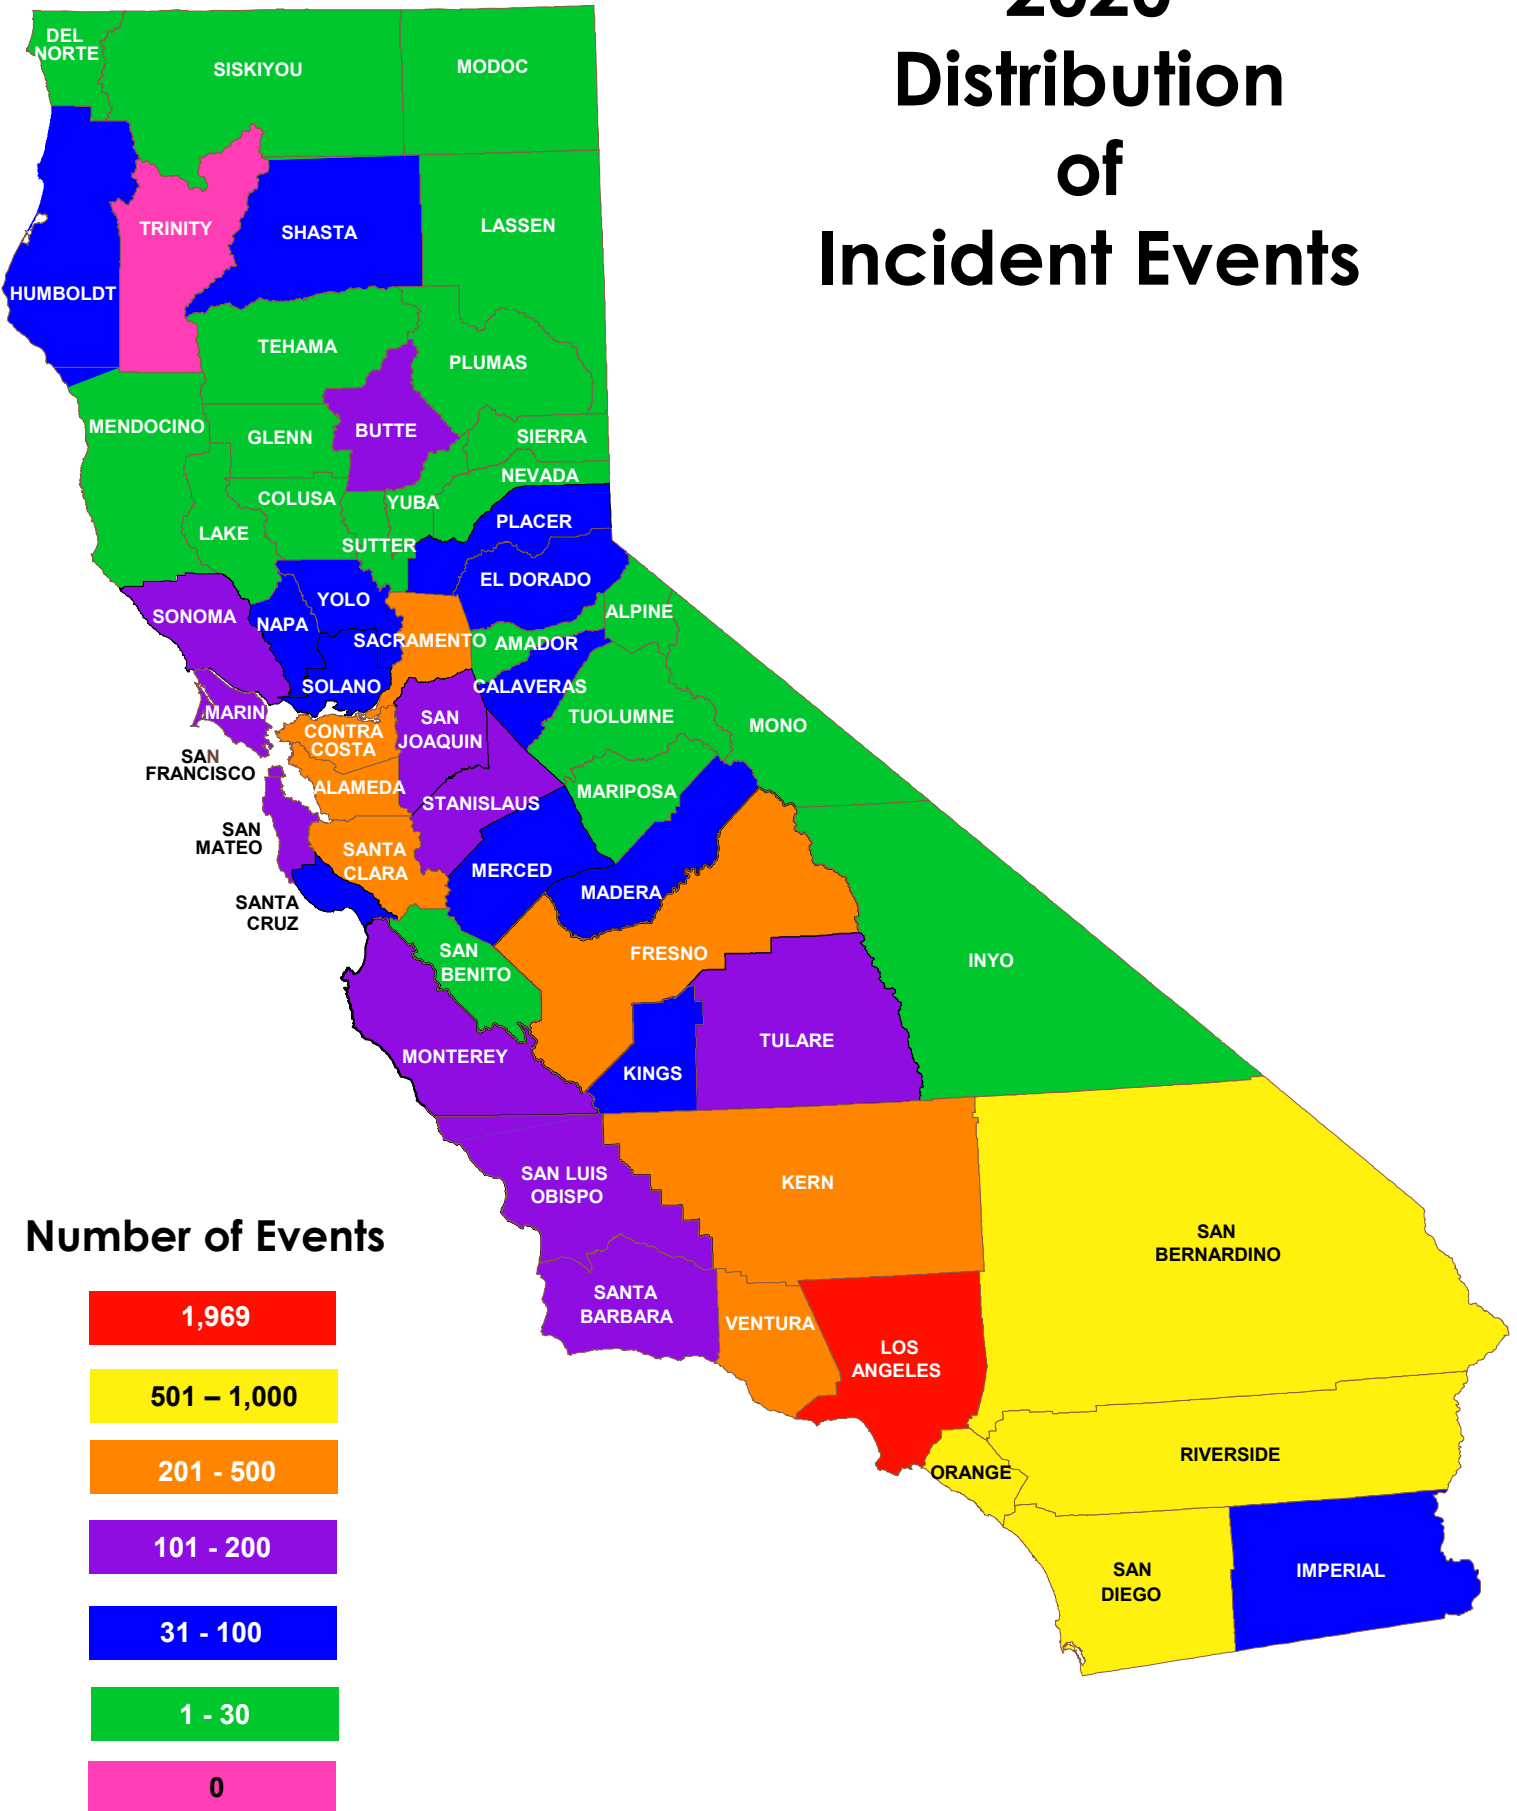 Distribution
of
Incident Events
DEL
NORTE
SISKIYOU
MODOC
TRINITY
SHASTA
LASSEN
HUMBOLDT
TEHAMA
PLUMAS
MENDOCINO
GLENN
BUTTE
SIERRA
NEVADA
COLUSA
YUBA
PLACER
LAKE
SUTTER
EL DORADO
YOLO
SONOMA
NAPA
ALPINE
SACRAMENTO
AMADOR
SOLANO
CALAVERAS
MARIN
SAN
JOAQUIN
TUOLUMNE
MONO
CONTRA
COSTA
SAN
FRANCISCO
ALAMEDA
STANISLAUS
MARIPOSA
SAN
MATEO
SANTA
CLARA
MERCED
MADERA
SANTA
CRUZ
SAN
BENITO
FRESNO
INYO
MONTEREY
KINGS
TULARE
SAN LUIS
OBISPO
KERN
SAN
BERNARDINO
SANTA
BARBARA
VENTURA
LOS
ANGELES
ORANGE
RIVERSIDE
SAN
DIEGO
IMPERIAL
Number of Events
1,969
501 – 1,000
201 - 500
101 - 200
31 - 100
1 - 30
0